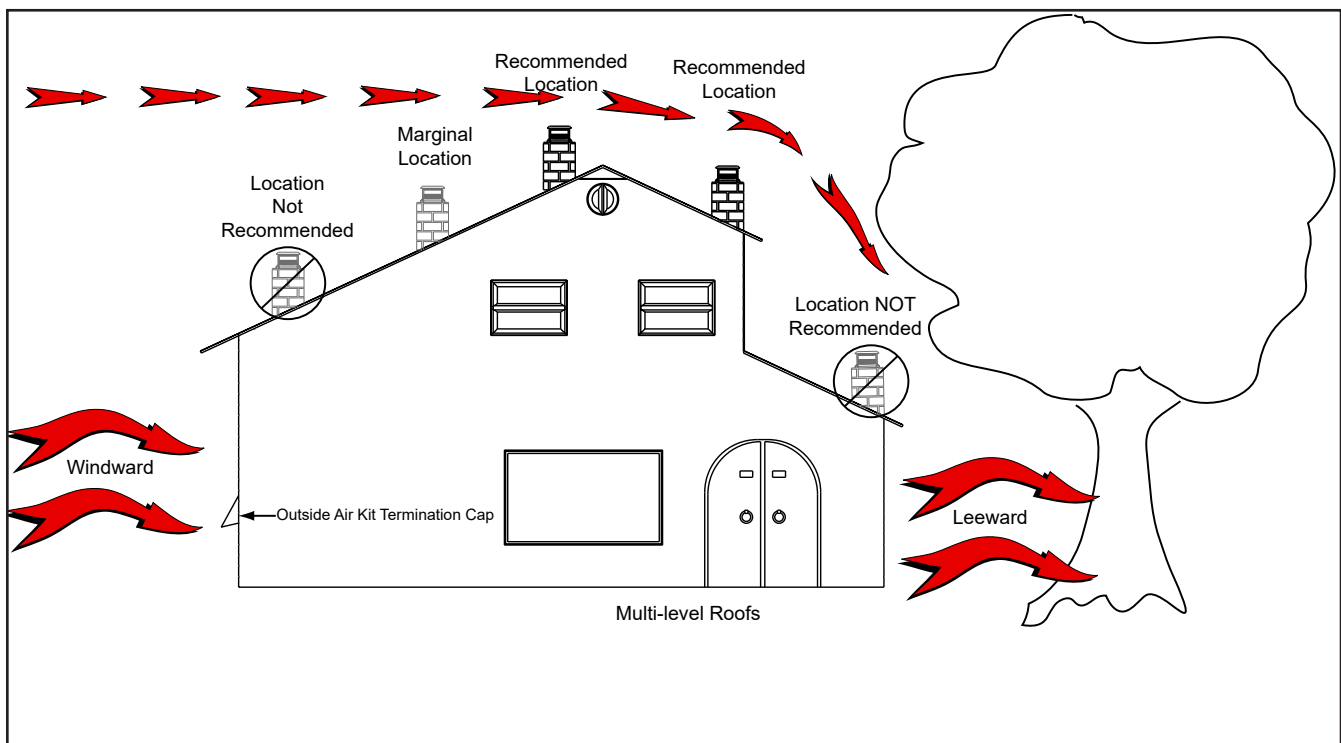 Recommended
Location
Recommended
Location
Marginal
Location
Location
Not
Recommended
Location NOT
Recommended
Windward
Outside Air Kit Termination Cap
Leeward
Multi-level Roofs